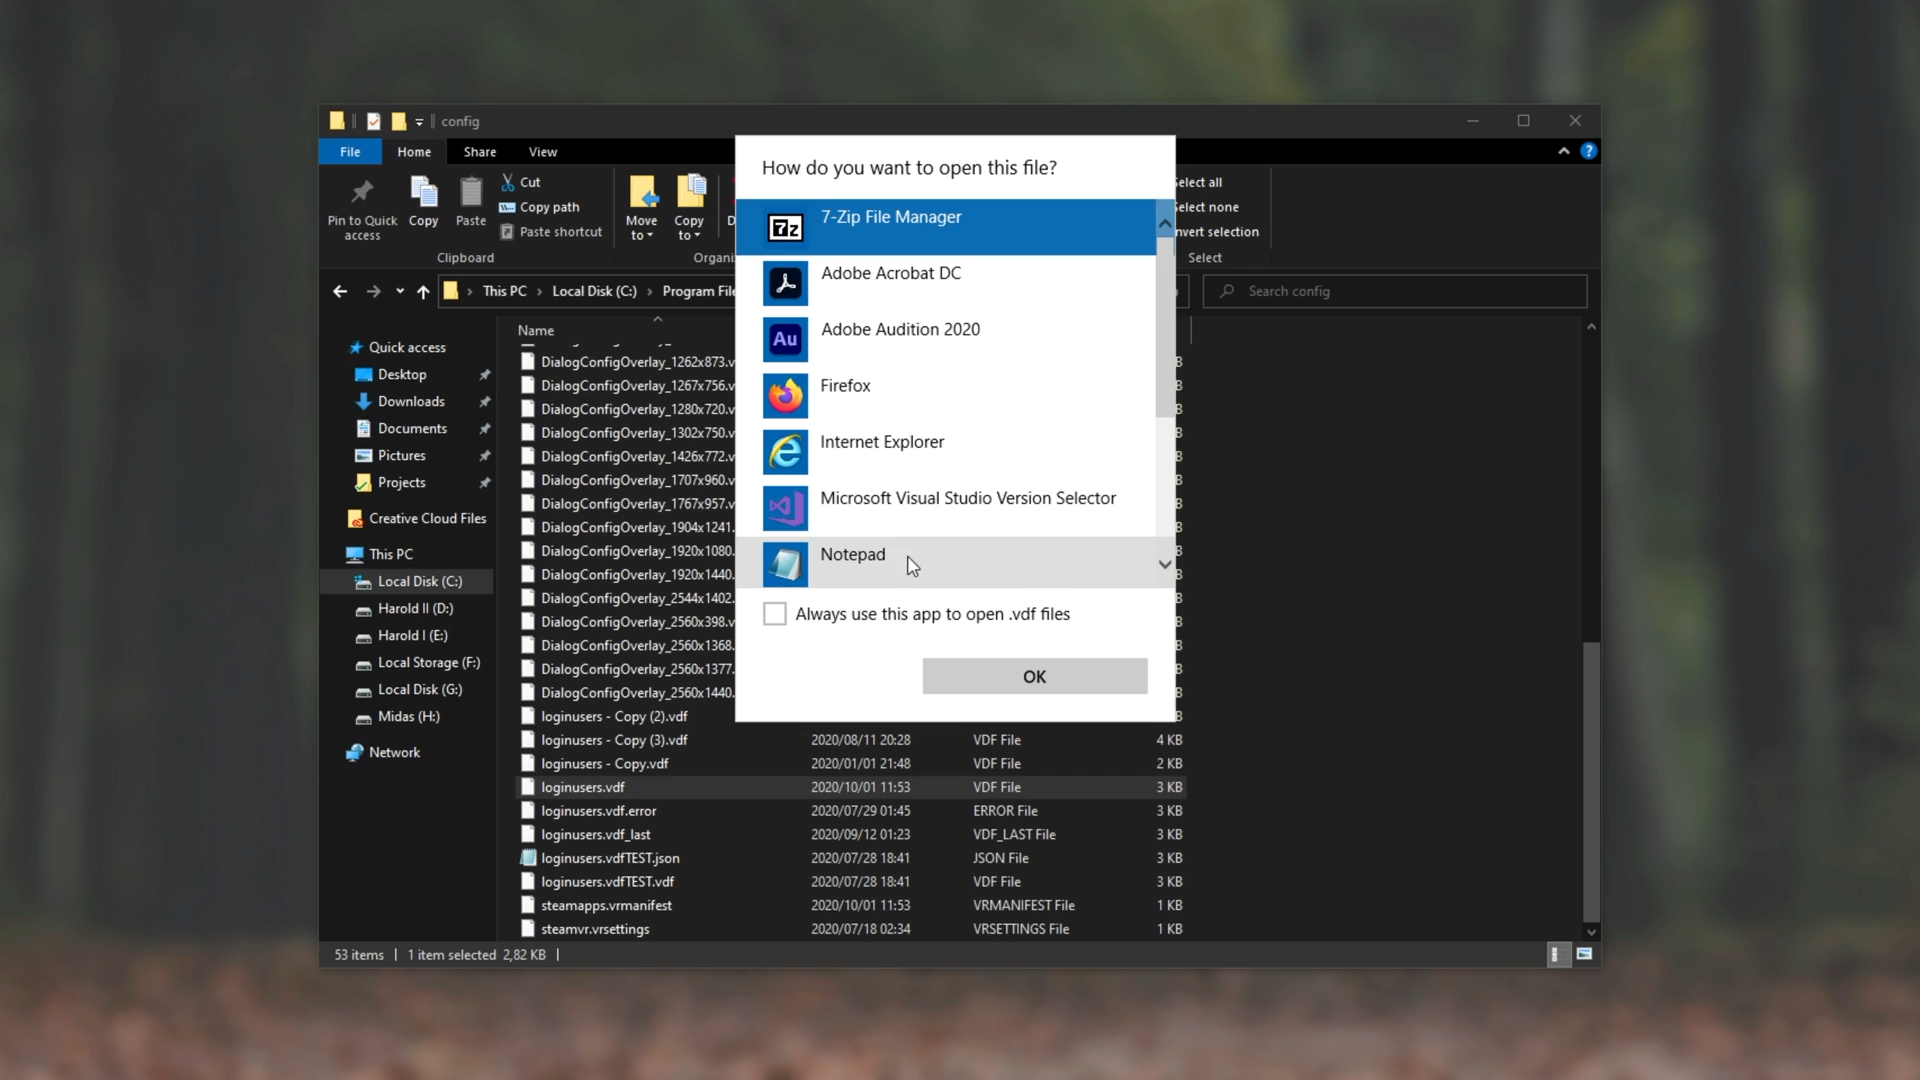 config
File Home Share View
Pin to Quick access
Copy
Paste
Cut
Copy path
Paste shortcut
Move to
Copy to
D
Select all
Select none
nvert selection
Clipboard
Organi
Select
This PC > Local Disk (C:) > Program File
Search config
Name
Quick access
Desktop
Downloads
Documents
Pictures
Projects
Creative Cloud Files
This PC
Local Disk (C:)
Harold II (D:)
Harold I (E:)
Local Storage (F:)
Local Disk (G:)
Midas (H:)
Network
DialogConfigOverlay_1262x873.v
DialogConfigOverlay_1267x756.v
DialogConfigOverlay_1280x720.v
DialogConfigOverlay_1302x750.v
DialogConfigOverlay_1426x772.v
DialogConfigOverlay_1707x960.v
DialogConfigOverlay_1767x957.v
DialogConfigOverlay_1904x1241.
DialogConfigOverlay_1920x1080.
DialogConfigOverlay_1920x1440.
DialogConfigOverlay_2544x1402.
DialogConfigOverlay_2560x398.v
DialogConfigOverlay_2560x1368.
DialogConfigOverlay_2560x1377.
DialogConfigOverlay_2560x1440.
loginusers - Copy (2).vdf
loginusers - Copy (3).vdf 2020/08/11 20:28 VDF File 4 KB
loginusers - Copy.vdf 2020/01/01 21:48 VDF File 2 KB
loginusers.vdf 2020/10/01 11:53 VDF File 3 KB
loginusers.vdf.error 2020/07/29 01:45 ERROR File 3 KB
loginusers.vdf_last 2020/09/12 01:23 VDF_LAST File 3 KB
loginusers.vdfTEST.json 2020/07/28 18:41 JSON File 3 KB
loginusers.vdfTEST.vdf 2020/07/28 18:41 VDF File 3 KB
steamapps.vrmanifest 2020/10/01 11:53 VRMANIFEST File 1 KB
steamvr.vrsettings 2020/07/18 02:34 VRSETTINGS File 1 KB
53 items | 1 item selected 2,82 KB |
How do you want to open this file?
7z 7-Zip File Manager
Adobe Acrobat DC
Au Adobe Audition 2020
Firefox
Internet Explorer
Microsoft Visual Studio Version Selector
Notepad
Always use this app to open .vdf files
OK